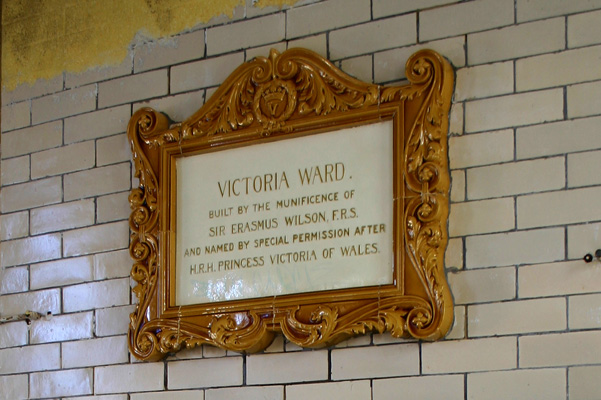 VICTORIA WARD.
BUILT BY THE MUNIFICENCE OF
SIR ERASMUS WILSON, F.R.S.
AND NAMED BY SPECIAL PERMISSION AFTER
H.R.H. PRINCESS VICTORIA OF WALES.